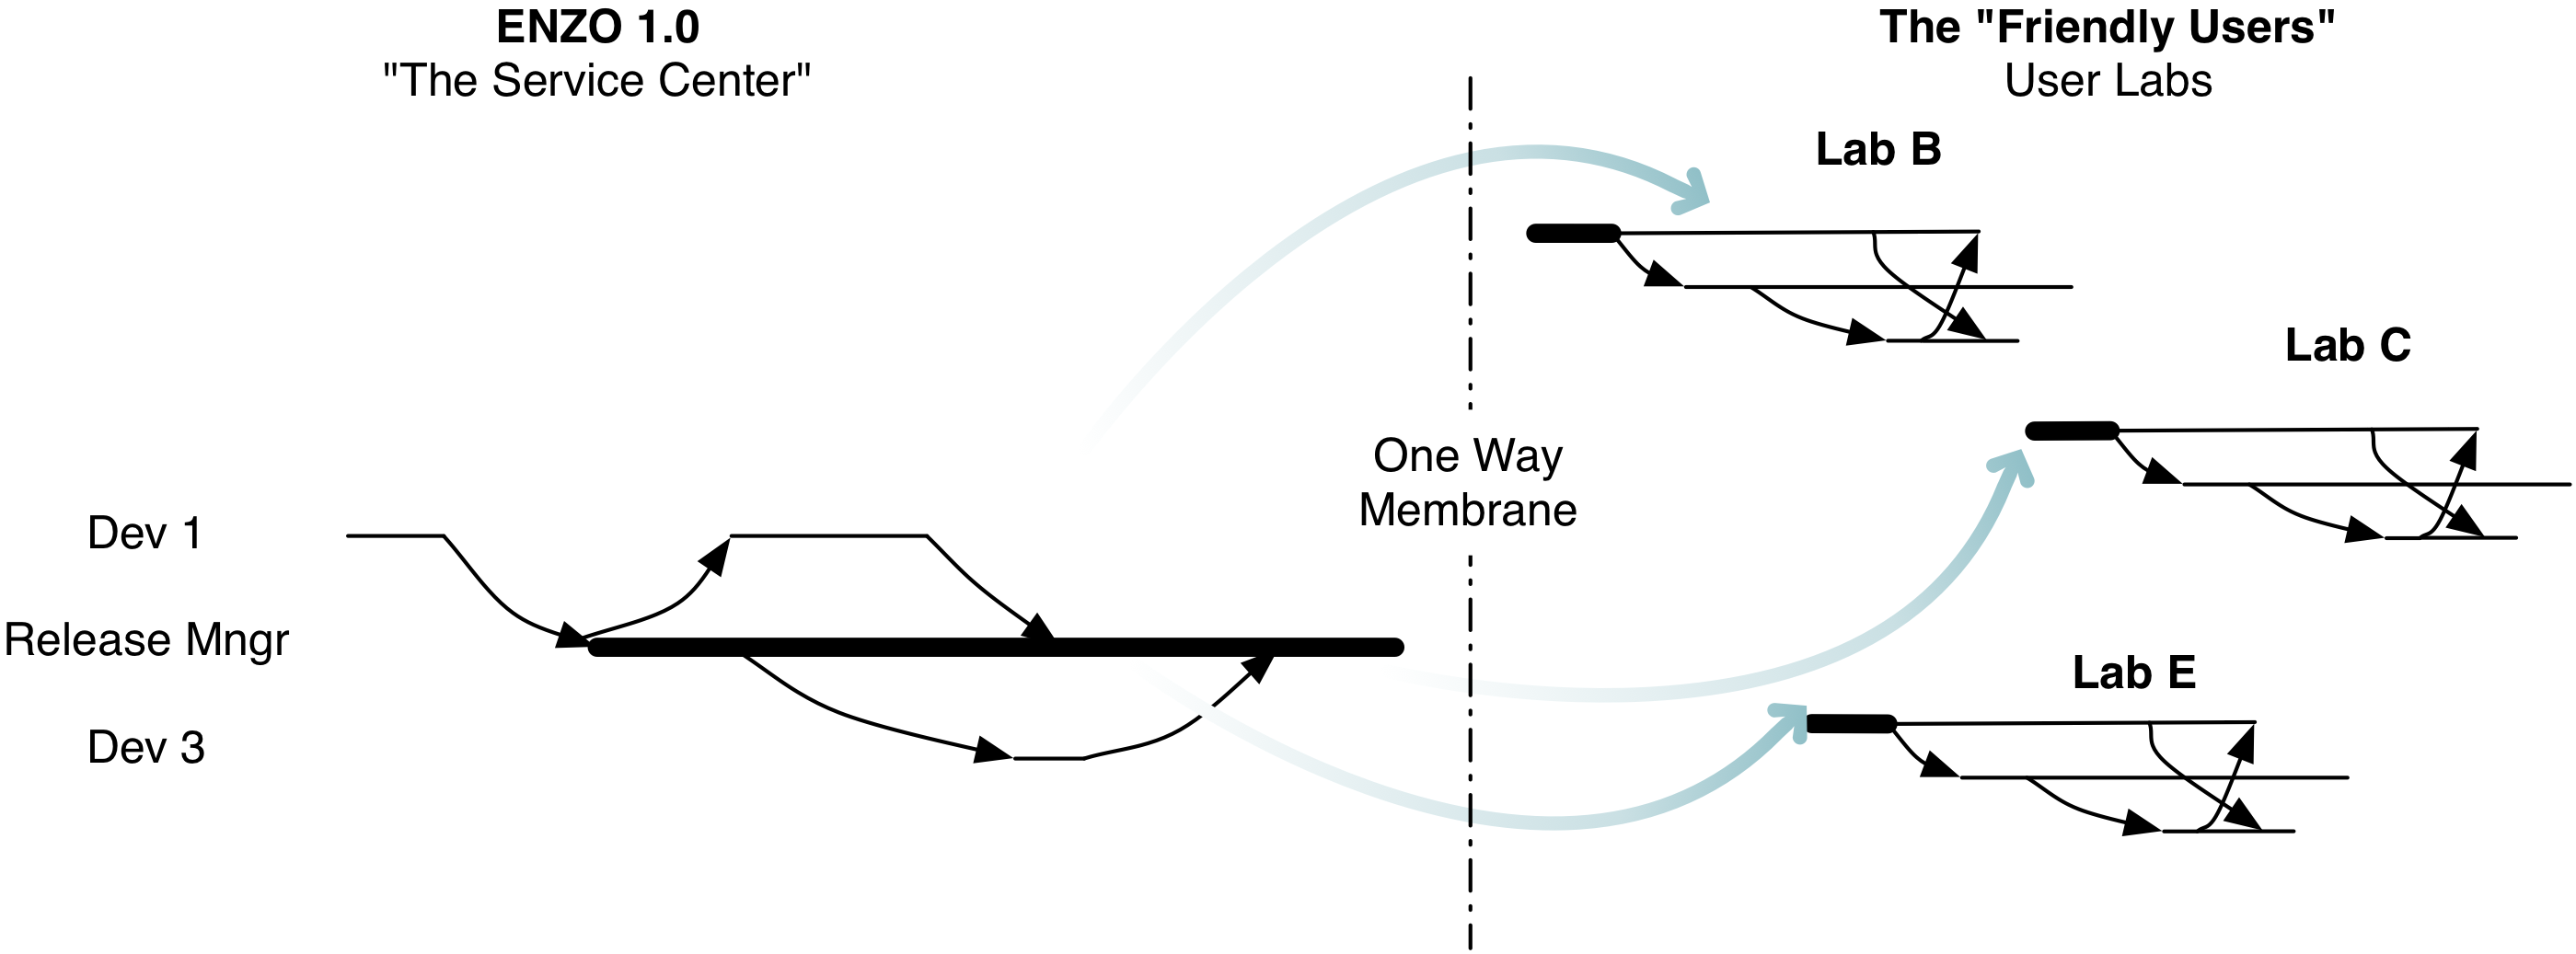 ENZO 1.0
"The Service Center"
The "Friendly Users"
User Labs
Lab B
Lab C
One Way
Membrane
Dev 1
Release Mngr
Lab E
Dev 3